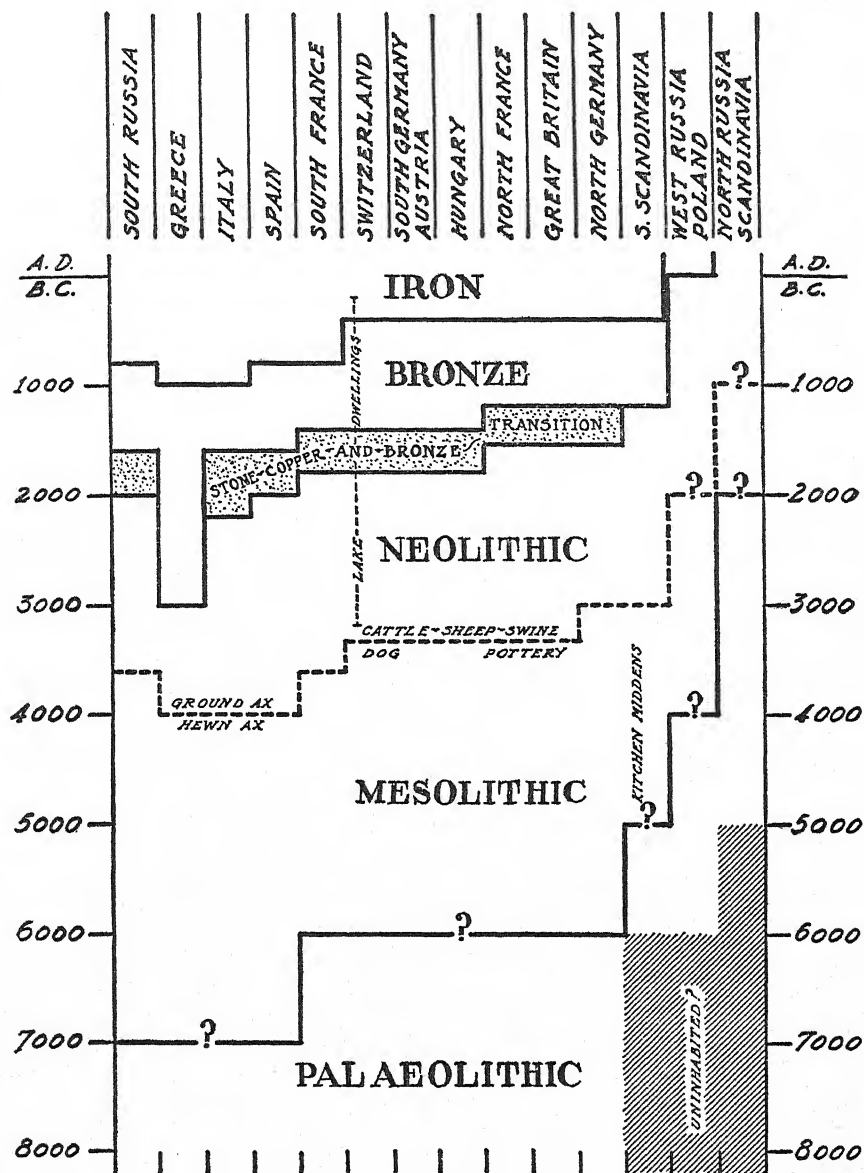 SOUTH RUSSIA
GREECE
ITALY
SPAIN
SOUTH FRANCE
SWITZERLAND
SOUTH GERMANY
AUSTRIA
HUNGARY
NORTH FRANCE
GREAT BRITAIN
NORTH GERMANY
S. SCANDINAVIA
WEST RUSSIA
POLAND
NORTH RUSSIA
SCANDINAVIA
A.D.
B.C.
A.D.
B.C.
IRON
BRONZE
1000
?
1000
DWELLINGS
TRANSITION
STONE-COPPER-AND-BRONZE
2000
?
?
2000
NEOLITHIC
LAKE
3000
3000
CATTLE-SHEEP-SWINE
DOG POTTERY
GROUND AX
HEWN AX
4000
?
4000
KITCHEN MIDDENS
MESOLITHIC
5000
?
5000
6000
?
6000
UNINHABITED?
7000
?
7000
PALAEOLITHIC
8000
8000